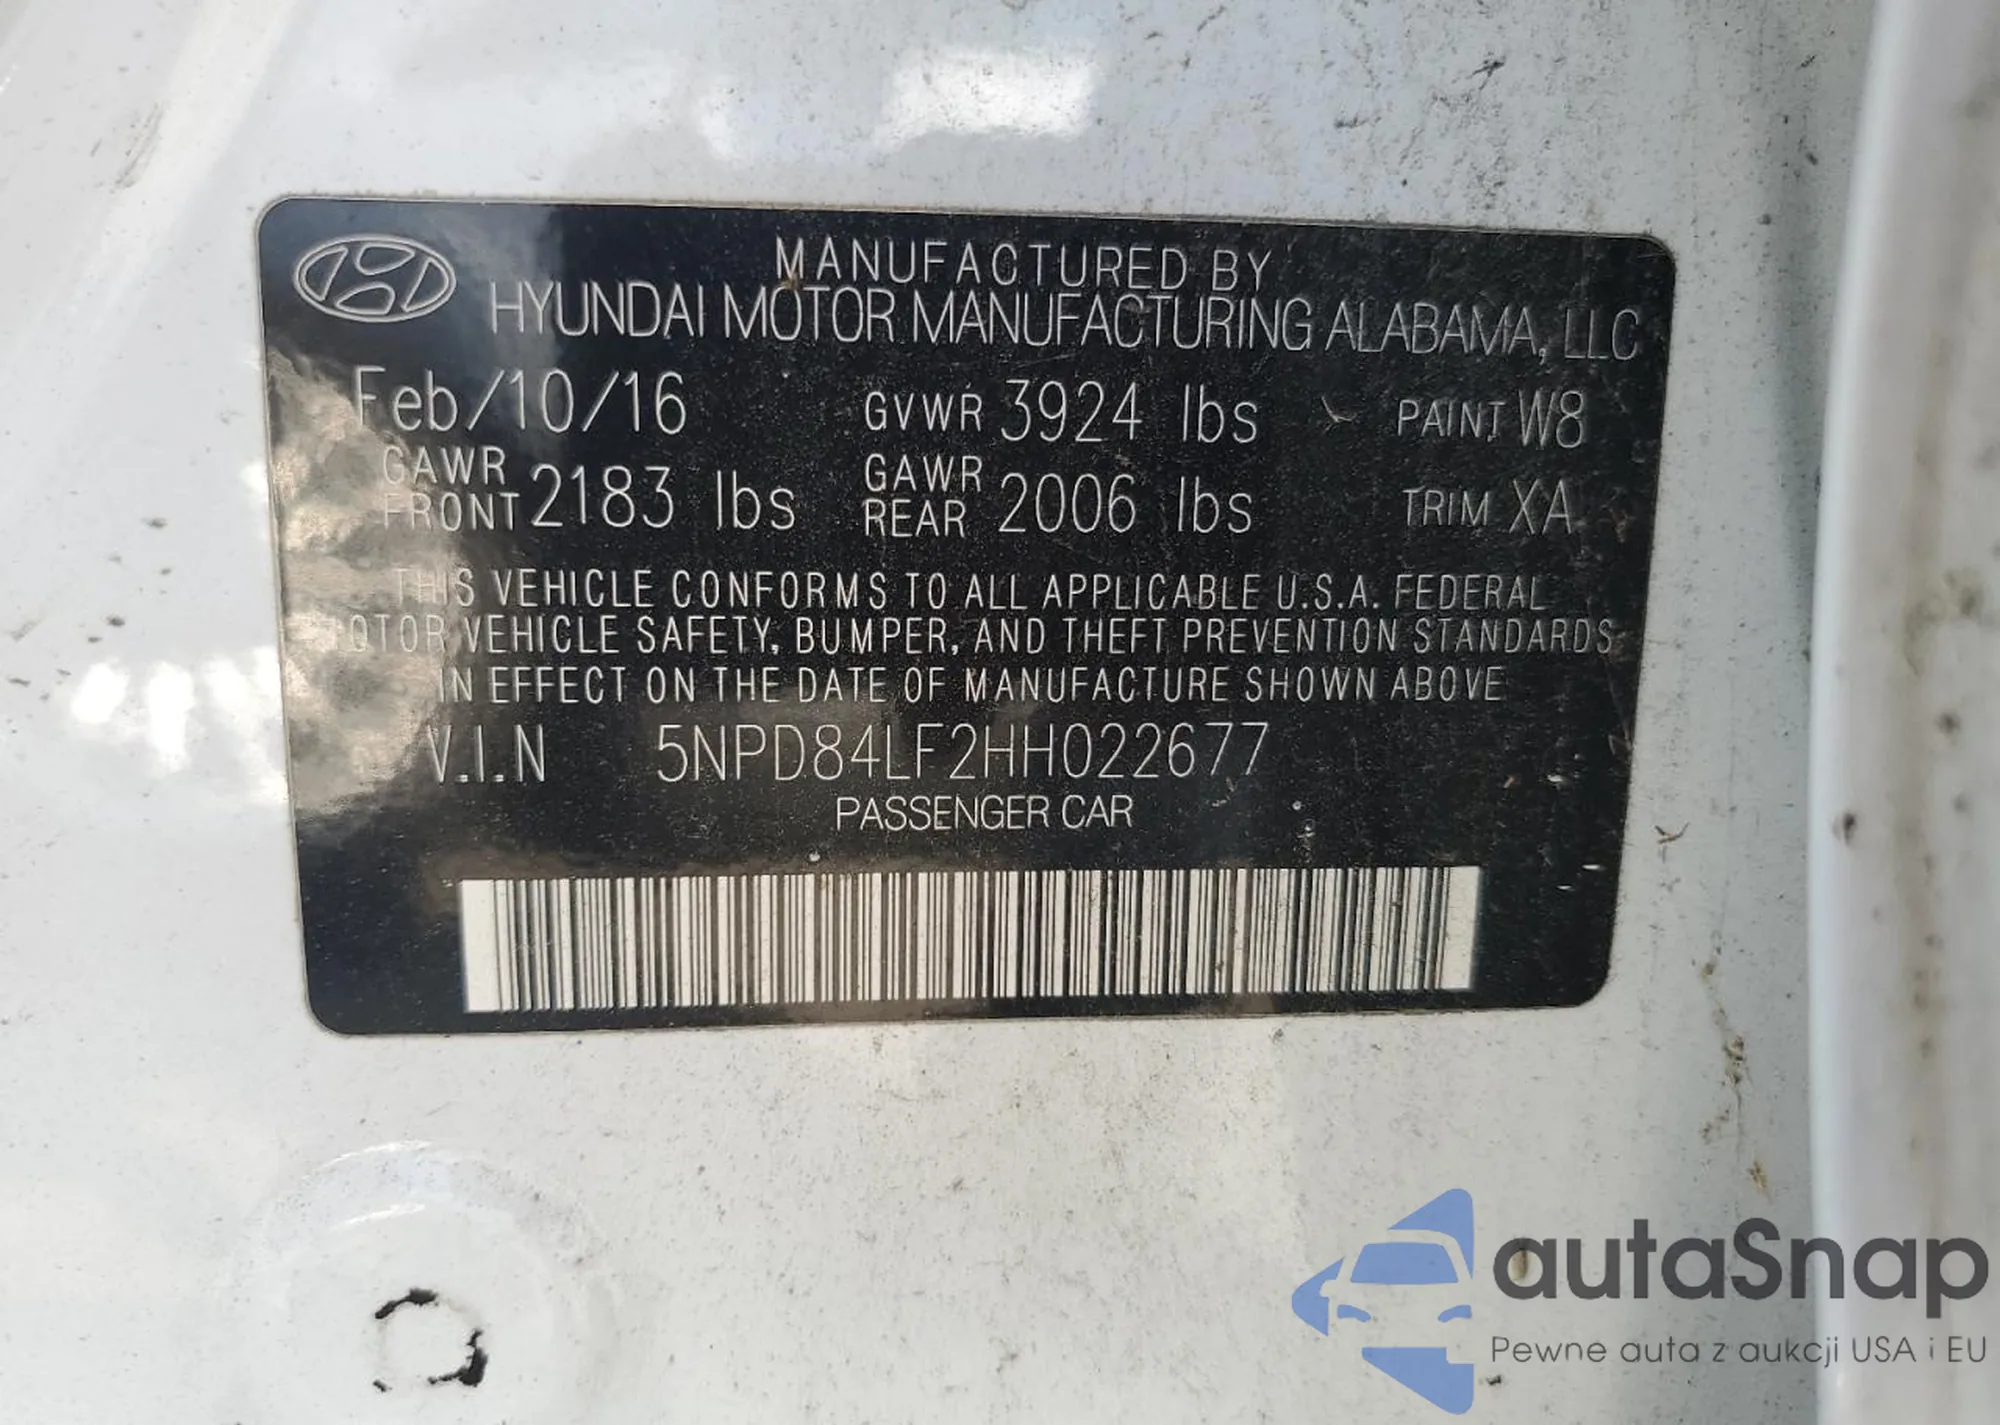 MANUFACTURED BY
HYUNDAI MOTOR MANUFACTURING ALABAMA, LLC
Feb/10/16 GVWR 3924 lbs PAINT W8
GAWR FRONT 2183 lbs GAWR REAR 2006 lbs TRIM XA
THIS VEHICLE CONFORMS TO ALL APPLICABLE U.S.A. FEDERAL
MOTOR VEHICLE SAFETY, BUMPER, AND THEFT PREVENTION STANDARDS
IN EFFECT ON THE DATE OF MANUFACTURE SHOWN ABOVE
V.I.N 5NPD84LF2HH022677
PASSENGER CAR
autaSnap
Pewne auta z aukcji USA i EU